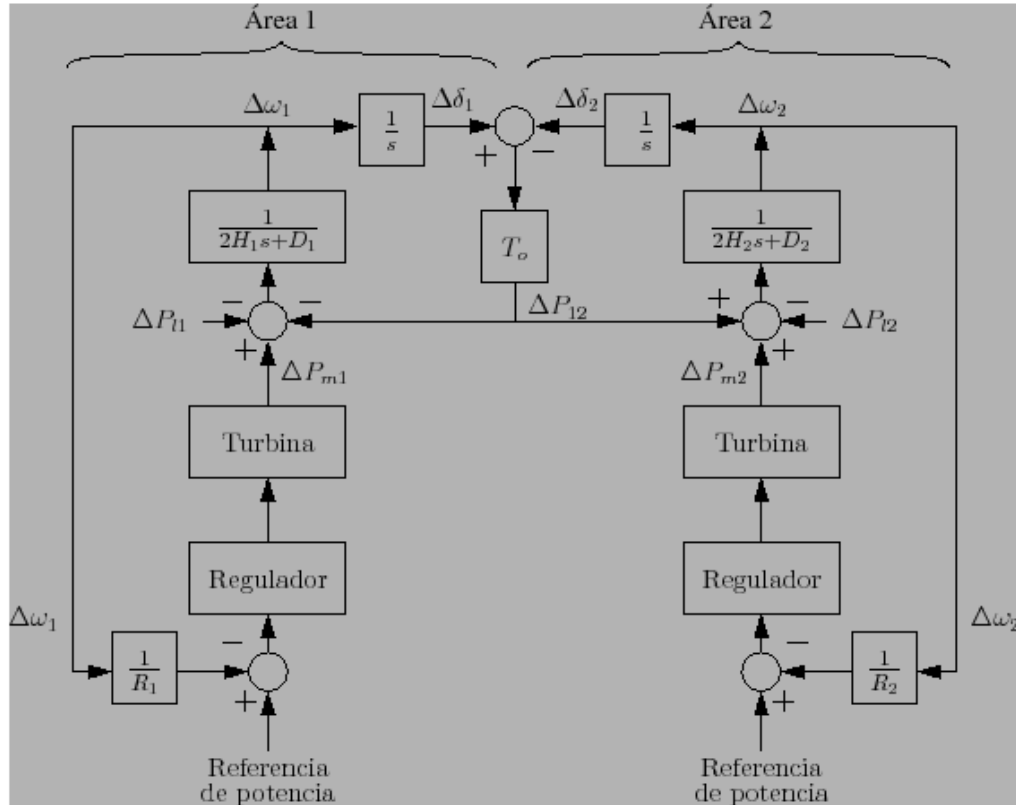 Área 1
Área 2
Δω₁
1/s
Δδ₁
Δδ₂
1/s
Δω₂
+
−
1/(2H₁s+D₁)
Tₒ
1/(2H₂s+D₂)
−
−
ΔP₁₂
+
−
ΔPₗ₁
ΔPₗ₂
+
+
ΔPₘ₁
ΔPₘ₂
Turbina
Turbina
Regulador
Regulador
Δω₁
Δω₂
−
−
1/R₁
1/R₂
+
+
Referencia
de potencia
Referencia
de potencia